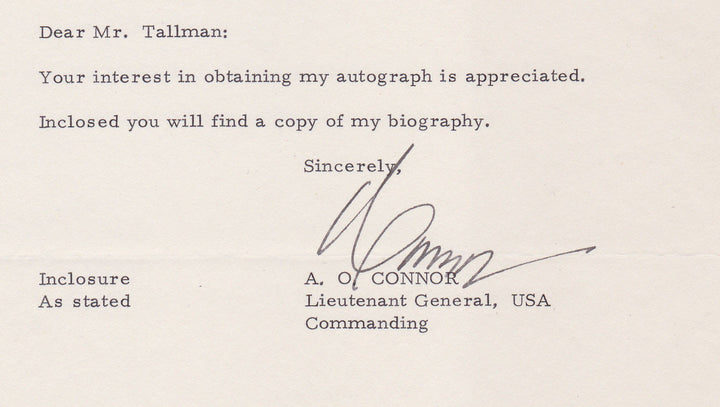 Dear Mr. Tallman:
Your interest in obtaining my autograph is appreciated.
Inclosed you will find a copy of my biography.
Sincerely,
Connor
Inclosure A. O. CONNOR
As stated Lieutenant General, USA
Commanding